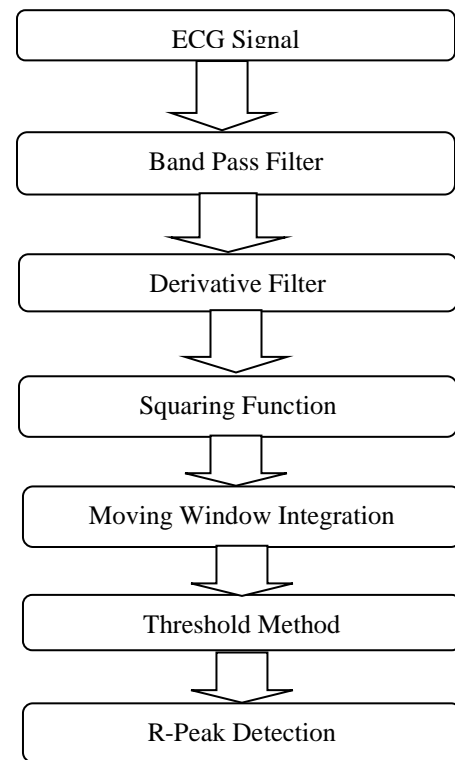 ECG Signal
Band Pass Filter
Derivative Filter
Squaring Function
Moving Window Integration
Threshold Method
R-Peak Detection